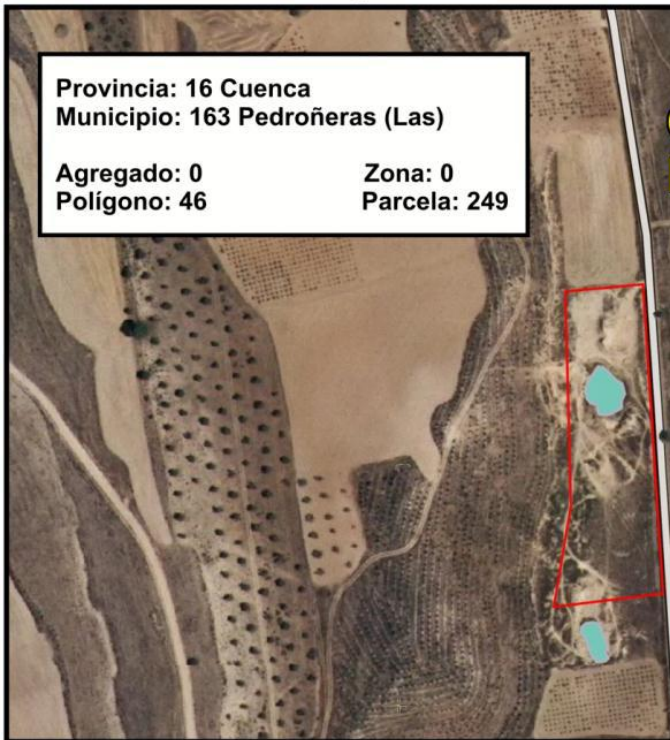 Provincia: 16 Cuenca
Municipio: 163 Pedroñeras (Las)
Agregado: 0 Zona: 0
Polígono: 46 Parcela: 249